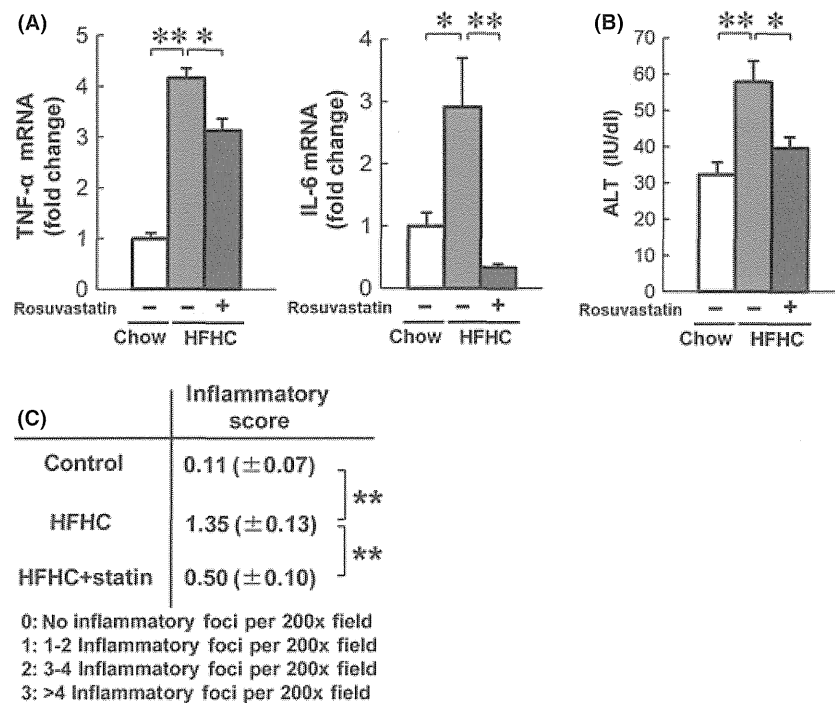 (A)
** *
TNF-α mRNA
(fold change)
5
4
3
2
1
0
Rosuvastatin − − +
Chow HFHC
* **
IL-6 mRNA
(fold change)
4
3
2
1
0
Rosuvastatin − − +
Chow HFHC
(B)
** *
ALT (IU/dl)
70
60
50
40
30
20
10
0
Rosuvastatin − − +
Chow HFHC
(C)
Inflammatory
score
Control 0.11 (±0.07)
**
HFHC 1.35 (±0.13)
**
HFHC+statin 0.50 (±0.10)
0: No inflammatory foci per 200x field
1: 1-2 Inflammatory foci per 200x field
2: 3-4 Inflammatory foci per 200x field
3: >4 Inflammatory foci per 200x field